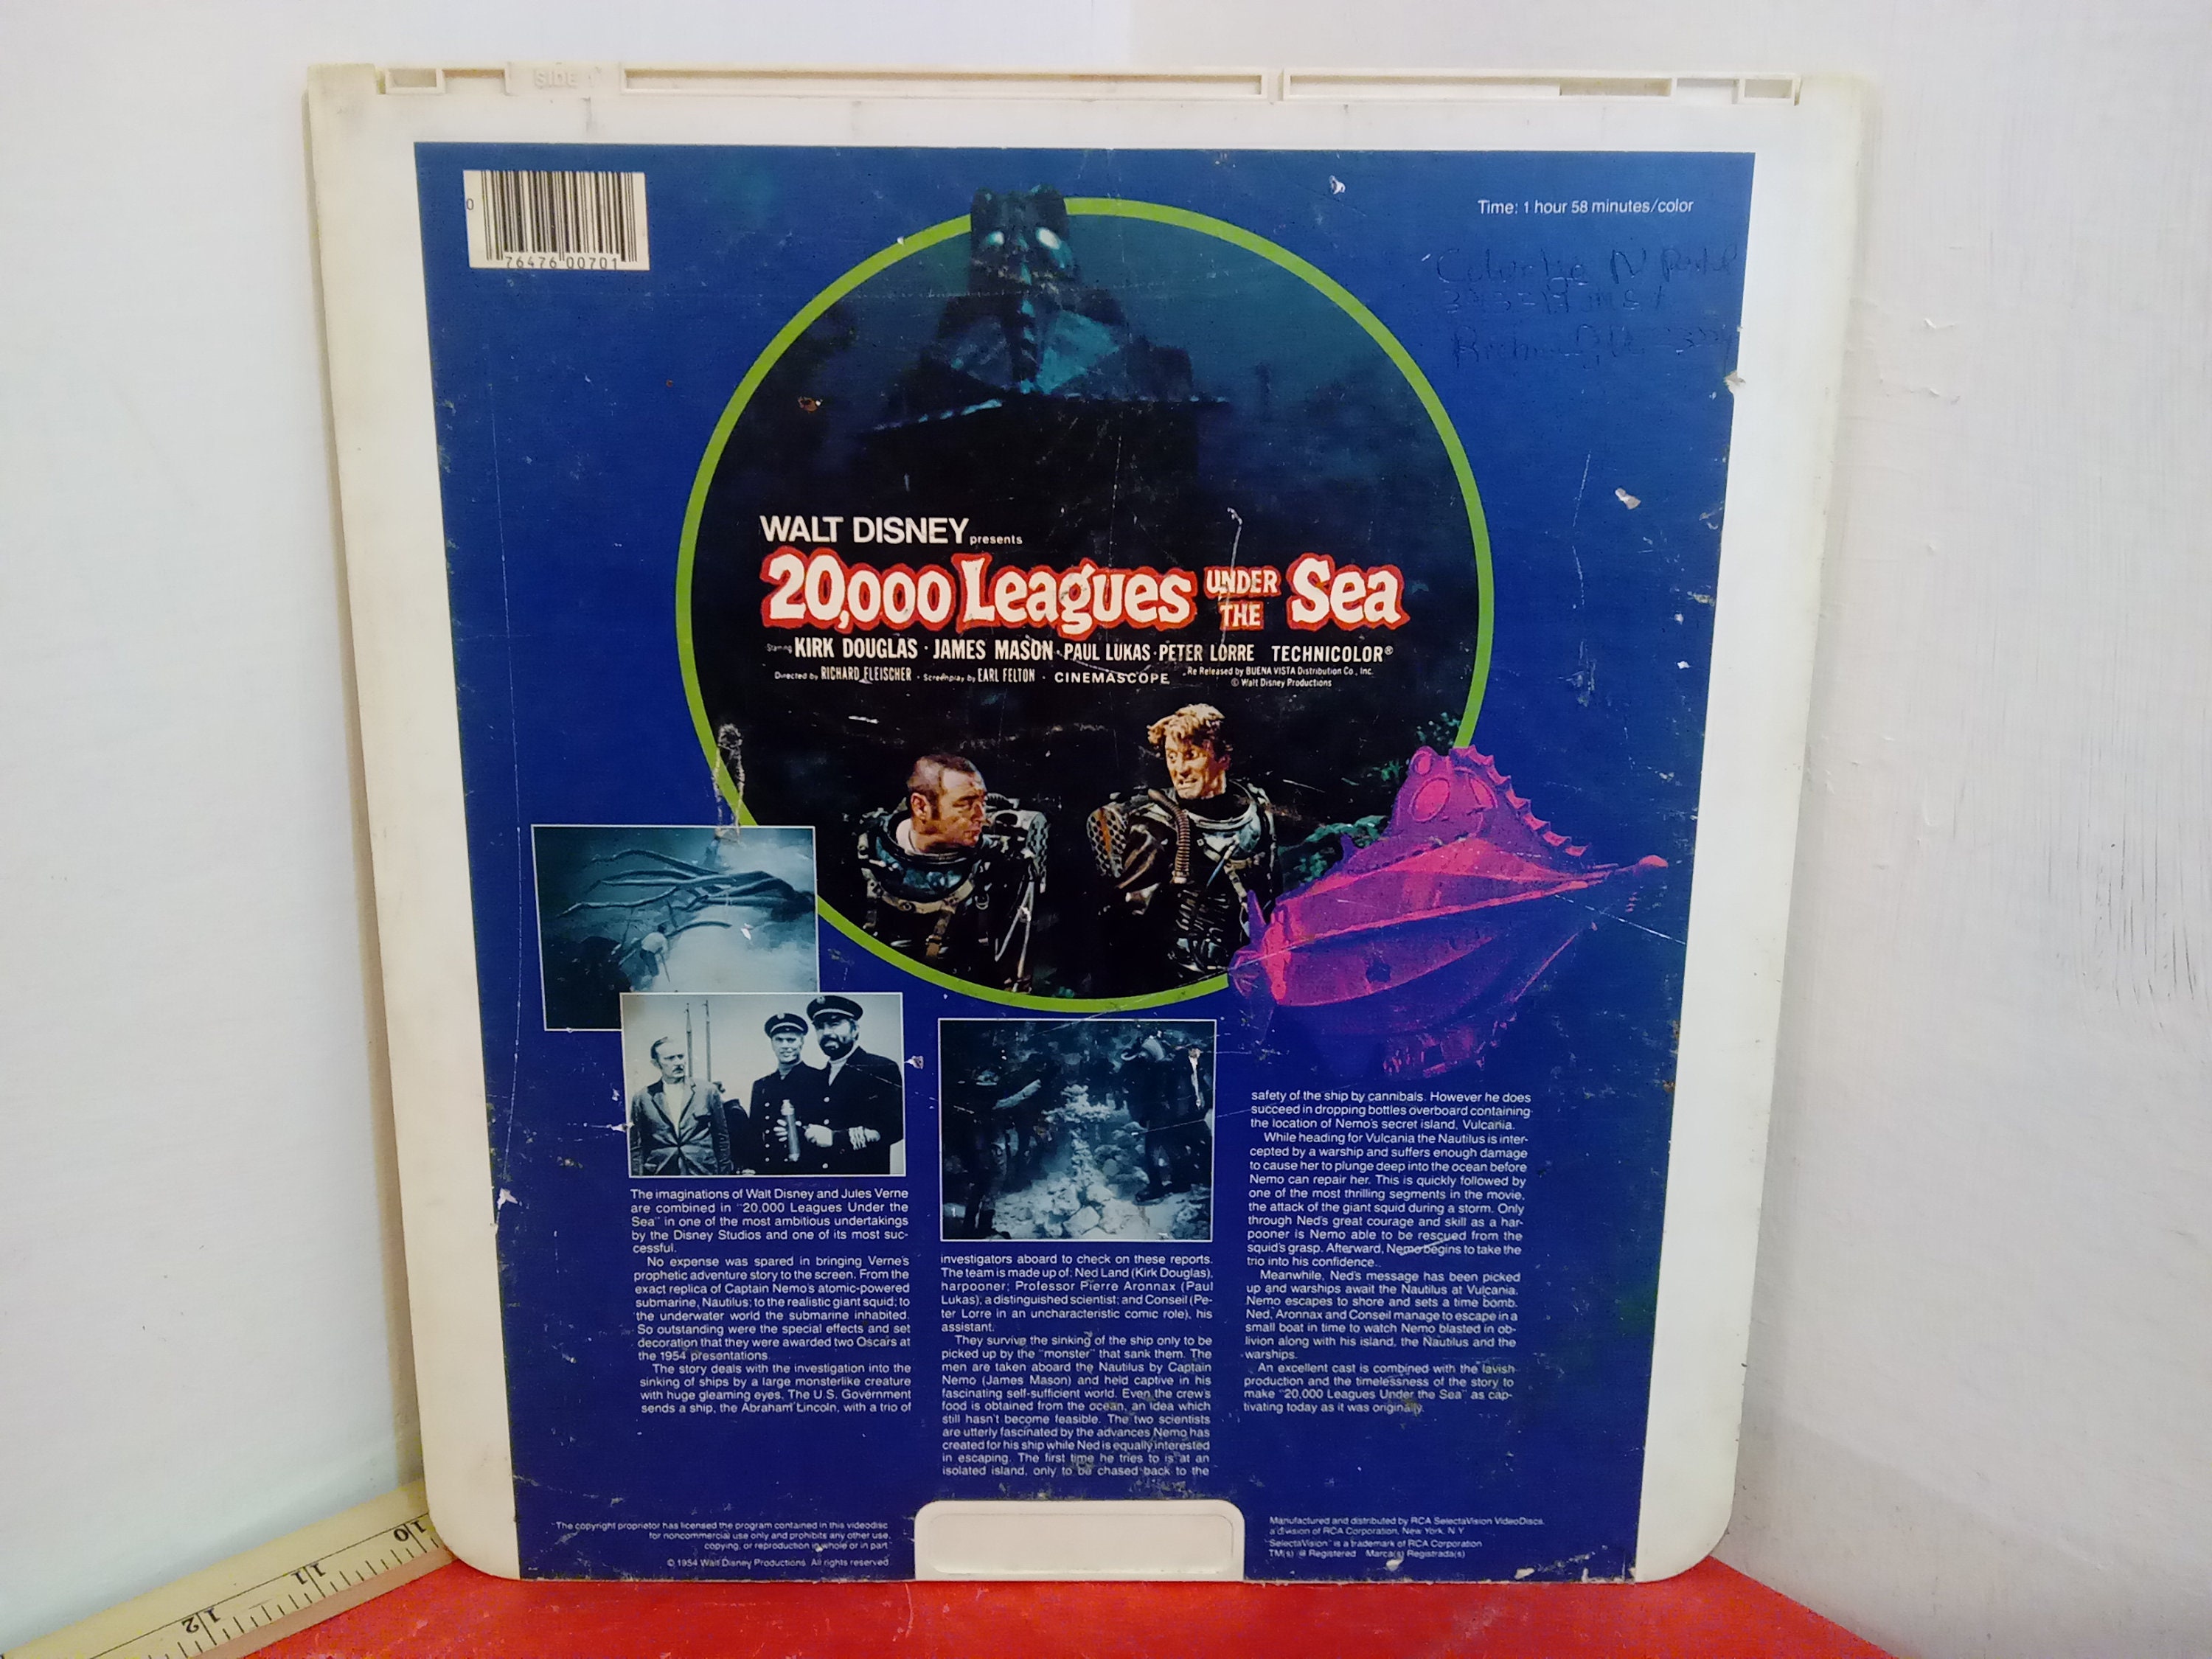 SIDE 1
0
76476 00701
Time: 1 hour 58 minutes/color
WALT DISNEY presents
20,000 Leagues UNDER THE Sea
Starring KIRK DOUGLAS · JAMES MASON · PAUL LUKAS · PETER LORRE TECHNICOLOR®
Directed by RICHARD FLEISCHER · Screenplay by EARL FELTON · CINEMASCOPE Re Released by BUENA VISTA Distribution Co., Inc.
© Walt Disney Productions
The imaginations of Walt Disney and Jules Verne
are combined in "20,000 Leagues Under the
Sea" in one of the most ambitious undertakings
by the Disney Studios and one of its most suc-
cessful.
No expense was spared in bringing Verne's
prophetic adventure story to the screen. From the
exact replica of Captain Nemo's atomic-powered
submarine, Nautilus; to the realistic giant squid; to
the underwater world the submarine inhabited.
So outstanding were the special effects and set
decoration that they were awarded two Oscars at
the 1954 presentations
The story deals with the investigation into the
sinking of ships by a large monsterlike creature
with huge gleaming eyes. The U.S. Government
sends a ship, the Abraham Lincoln, with a trio of
investigators aboard to check on these reports.
The team is made up of: Ned Land (Kirk Douglas),
harpooner; Professor Pierre Aronnax (Paul
Lukas), a distinguished scientist; and Conseil (Pe-
ter Lorre in an uncharacteristic comic role), his
assistant.
They survive the sinking of the ship only to be
picked up by the "monster" that sank them. The
men are taken aboard the Nautilus by Captain
Nemo (James Mason) and held captive in his
fascinating self-sufficient world. Even the crew's
food is obtained from the ocean, an idea which
still hasn't become feasible. The two scientists
are utterly fascinated by the advances Nemo has
created for his ship while Ned is equally interested
in escaping. The first time he tries to is at an
isolated island, only to be chased back to the
safety of the ship by cannibals. However he does
succeed in dropping bottles overboard containing
the location of Nemo's secret island, Vulcania.
While heading for Vulcania the Nautilus is inter-
cepted by a warship and suffers enough damage
to cause her to plunge deep into the ocean before
Nemo can repair her. This is quickly followed by
one of the most thrilling segments in the movie,
the attack of the giant squid during a storm. Only
through Ned's great courage and skill as a har-
pooner is Nemo able to be rescued from the
squid's grasp. Afterward, Nemo begins to take the
trio into his confidence.
Meanwhile, Ned's message has been picked
up and warships await the Nautilus at Vulcania.
Nemo escapes to shore and sets a time bomb.
Ned, Aronnax and Conseil manage to escape in a
small boat in time to watch Nemo blasted in ob-
livion along with his island, the Nautilus and the
warships.
An excellent cast is combined with the lavish
production and the timelessness of the story to
make "20,000 Leagues Under the Sea" as cap-
tivating today as it was originally.
The copyright proprietor has licensed the program contained in this videodisc
for noncommercial use only and prohibits any other use,
copying, or reproduction in whole or in part.
© 1954 Walt Disney Productions. All rights reserved.
Manufactured and distributed by RCA SelectaVision VideoDiscs,
a division of RCA Corporation, New York, N.Y.
"SelectaVision" is a trademark of RCA Corporation
TM(s) ® Registered Marca(s) Registrada(s)
10
11
12